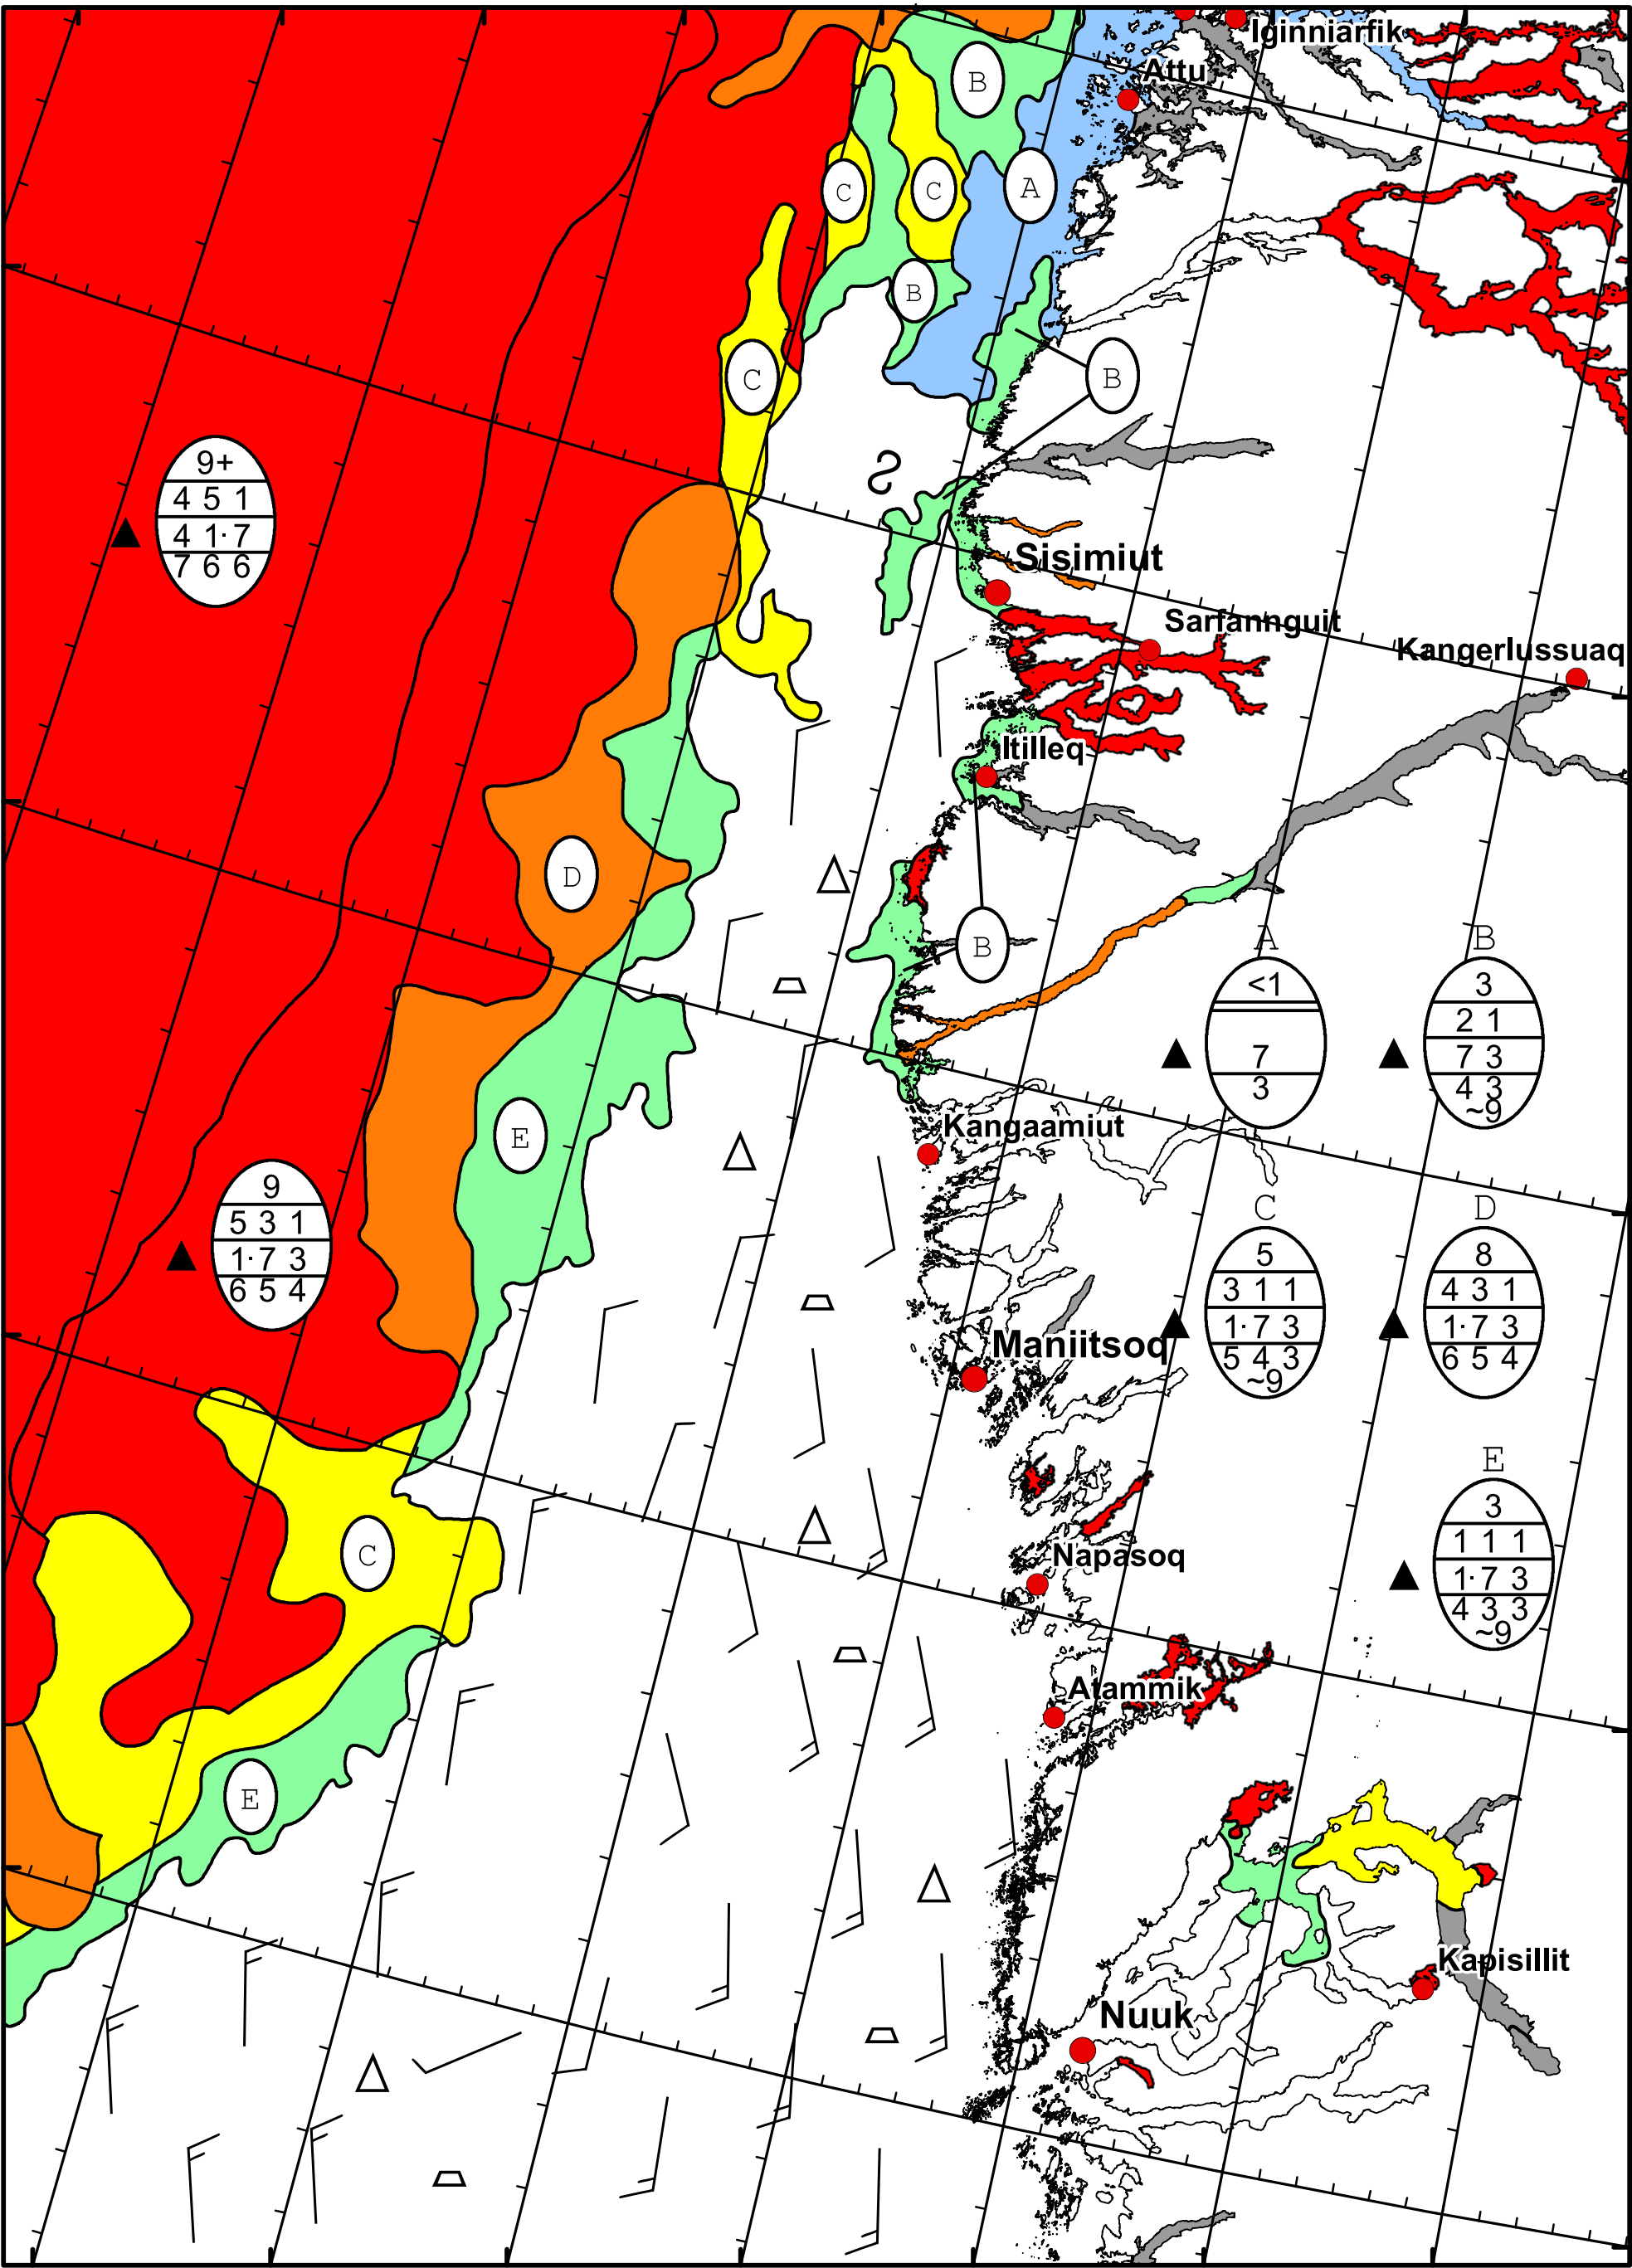 Iginniarfik
Attu
B
C
C
A
B
C
B
9+
4 5 1
4 1· 7
7 6 6
Sisimiut
Sarfannguit
Kangerlussuaq
Itilleq
D
B
A
<1
7
3
B
3
2 1
7 3
4 3
~9
E
Kangaamiut
9
5 3 1
1· 7 3
6 5 4
C
5
3 1 1
1· 7 3
5 4 3
~9
D
8
4 3 1
1· 7 3
6 5 4
Maniitsoq
E
3
1 1 1
1· 7 3
4 3 3
~9
C
Napasoq
Atammik
E
Kapisillit
Nuuk